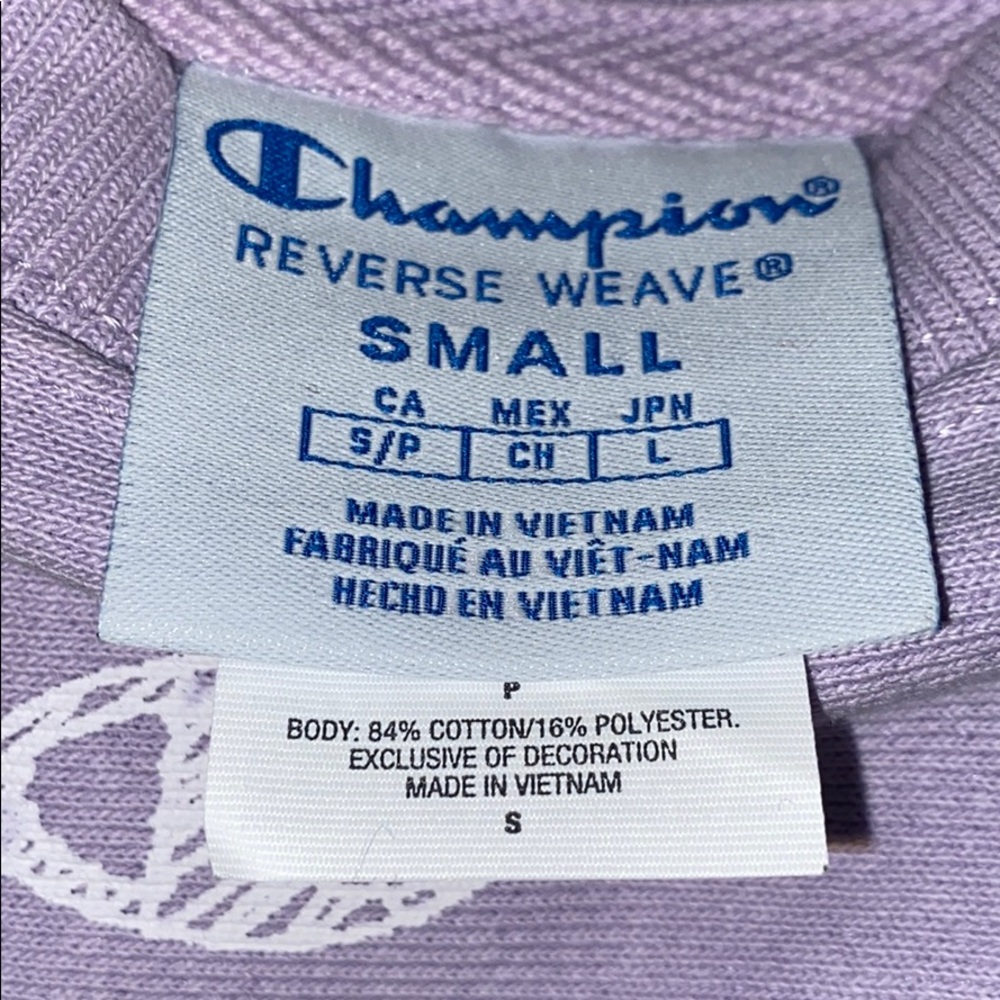 Champion®
REVERSE WEAVE®
SMALL
CA MEX JPN
S/P CH L
MADE IN VIETNAM
FABRIQUÉ AU VIÊT-NAM
HECHO EN VIETNAM
P
BODY: 84% COTTON/16% POLYESTER.
EXCLUSIVE OF DECORATION
MADE IN VIETNAM
S